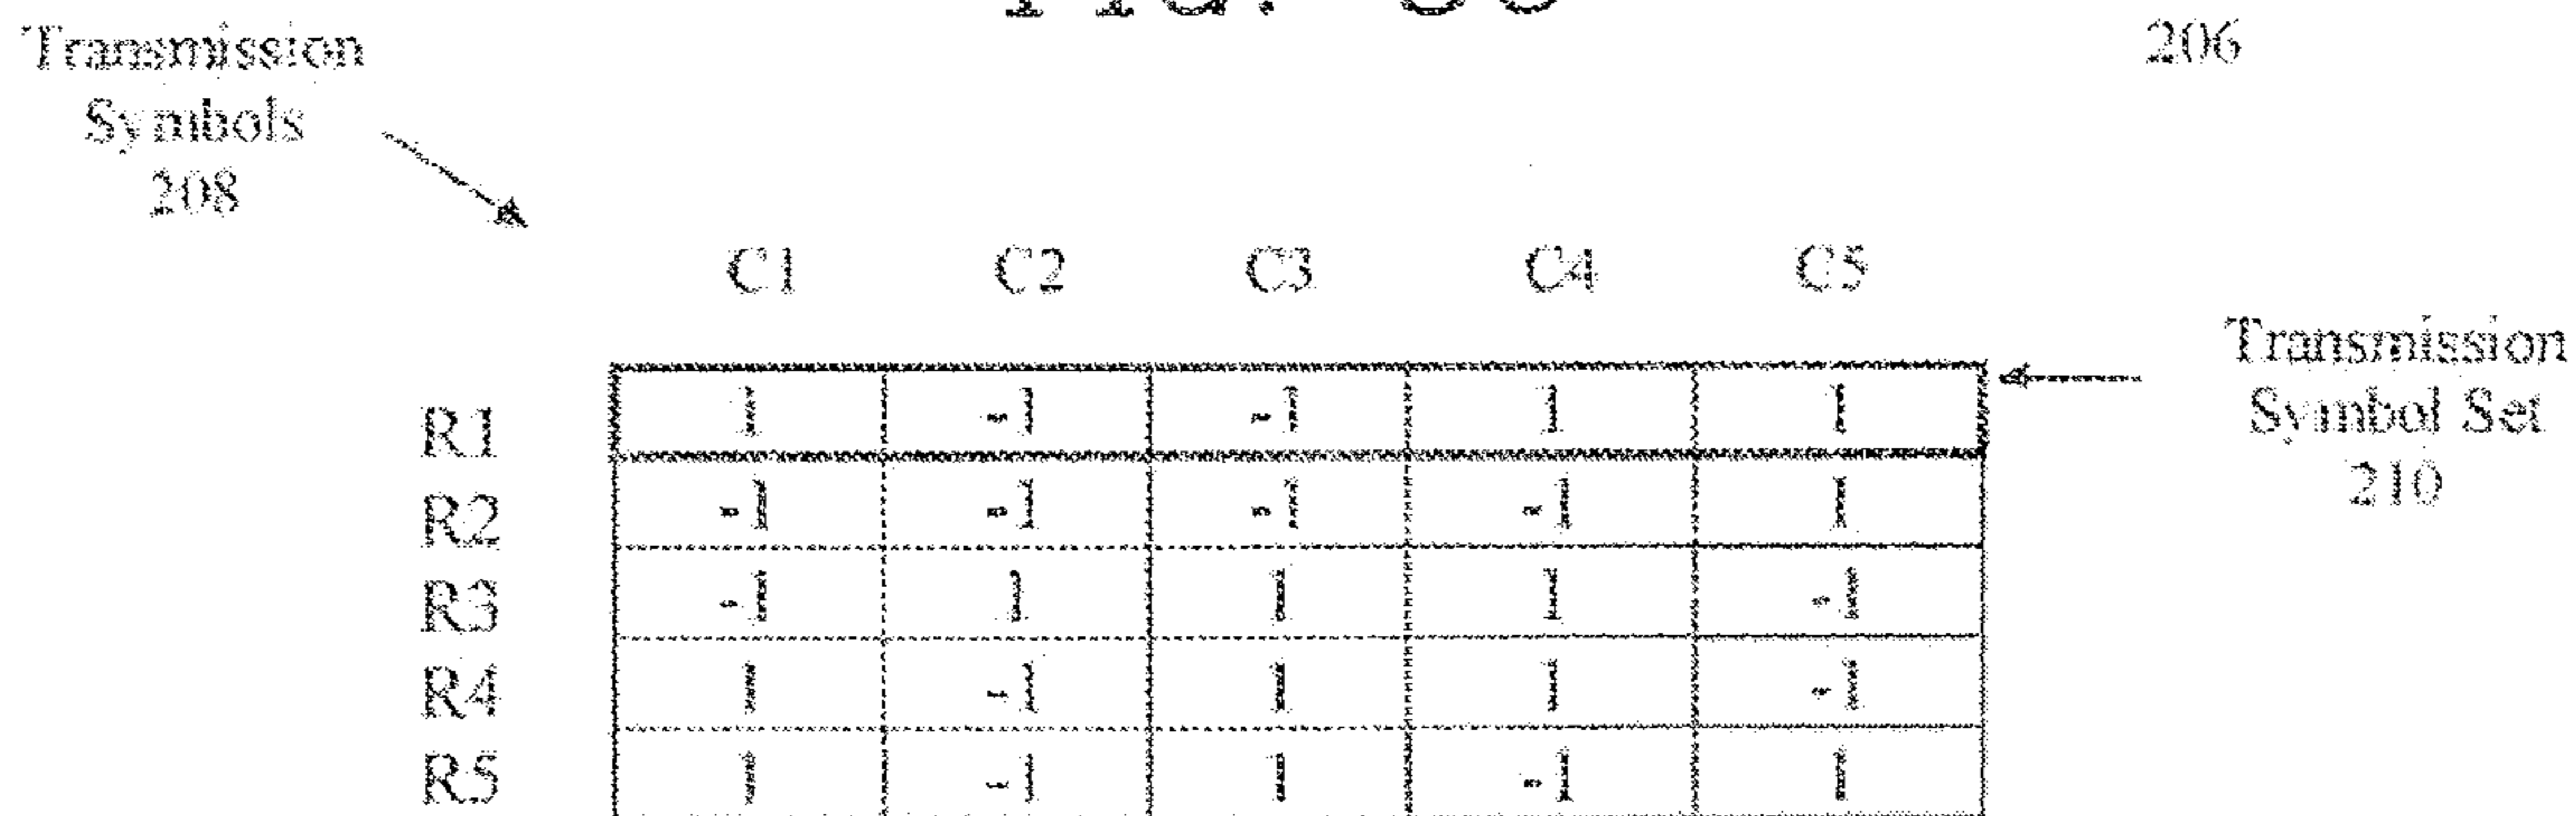 FIG.
206
Transmission
Symbols
208
C1 C2 C3 C4 C5
Transmission
Symbol Set
210
R1 1 -1 -1 1 1
R2 -1 -1 -1 -1 1
R3 -1 1 1 1 -1
R4 1 -1 1 1 -1
R5 1 -1 1 -1 1